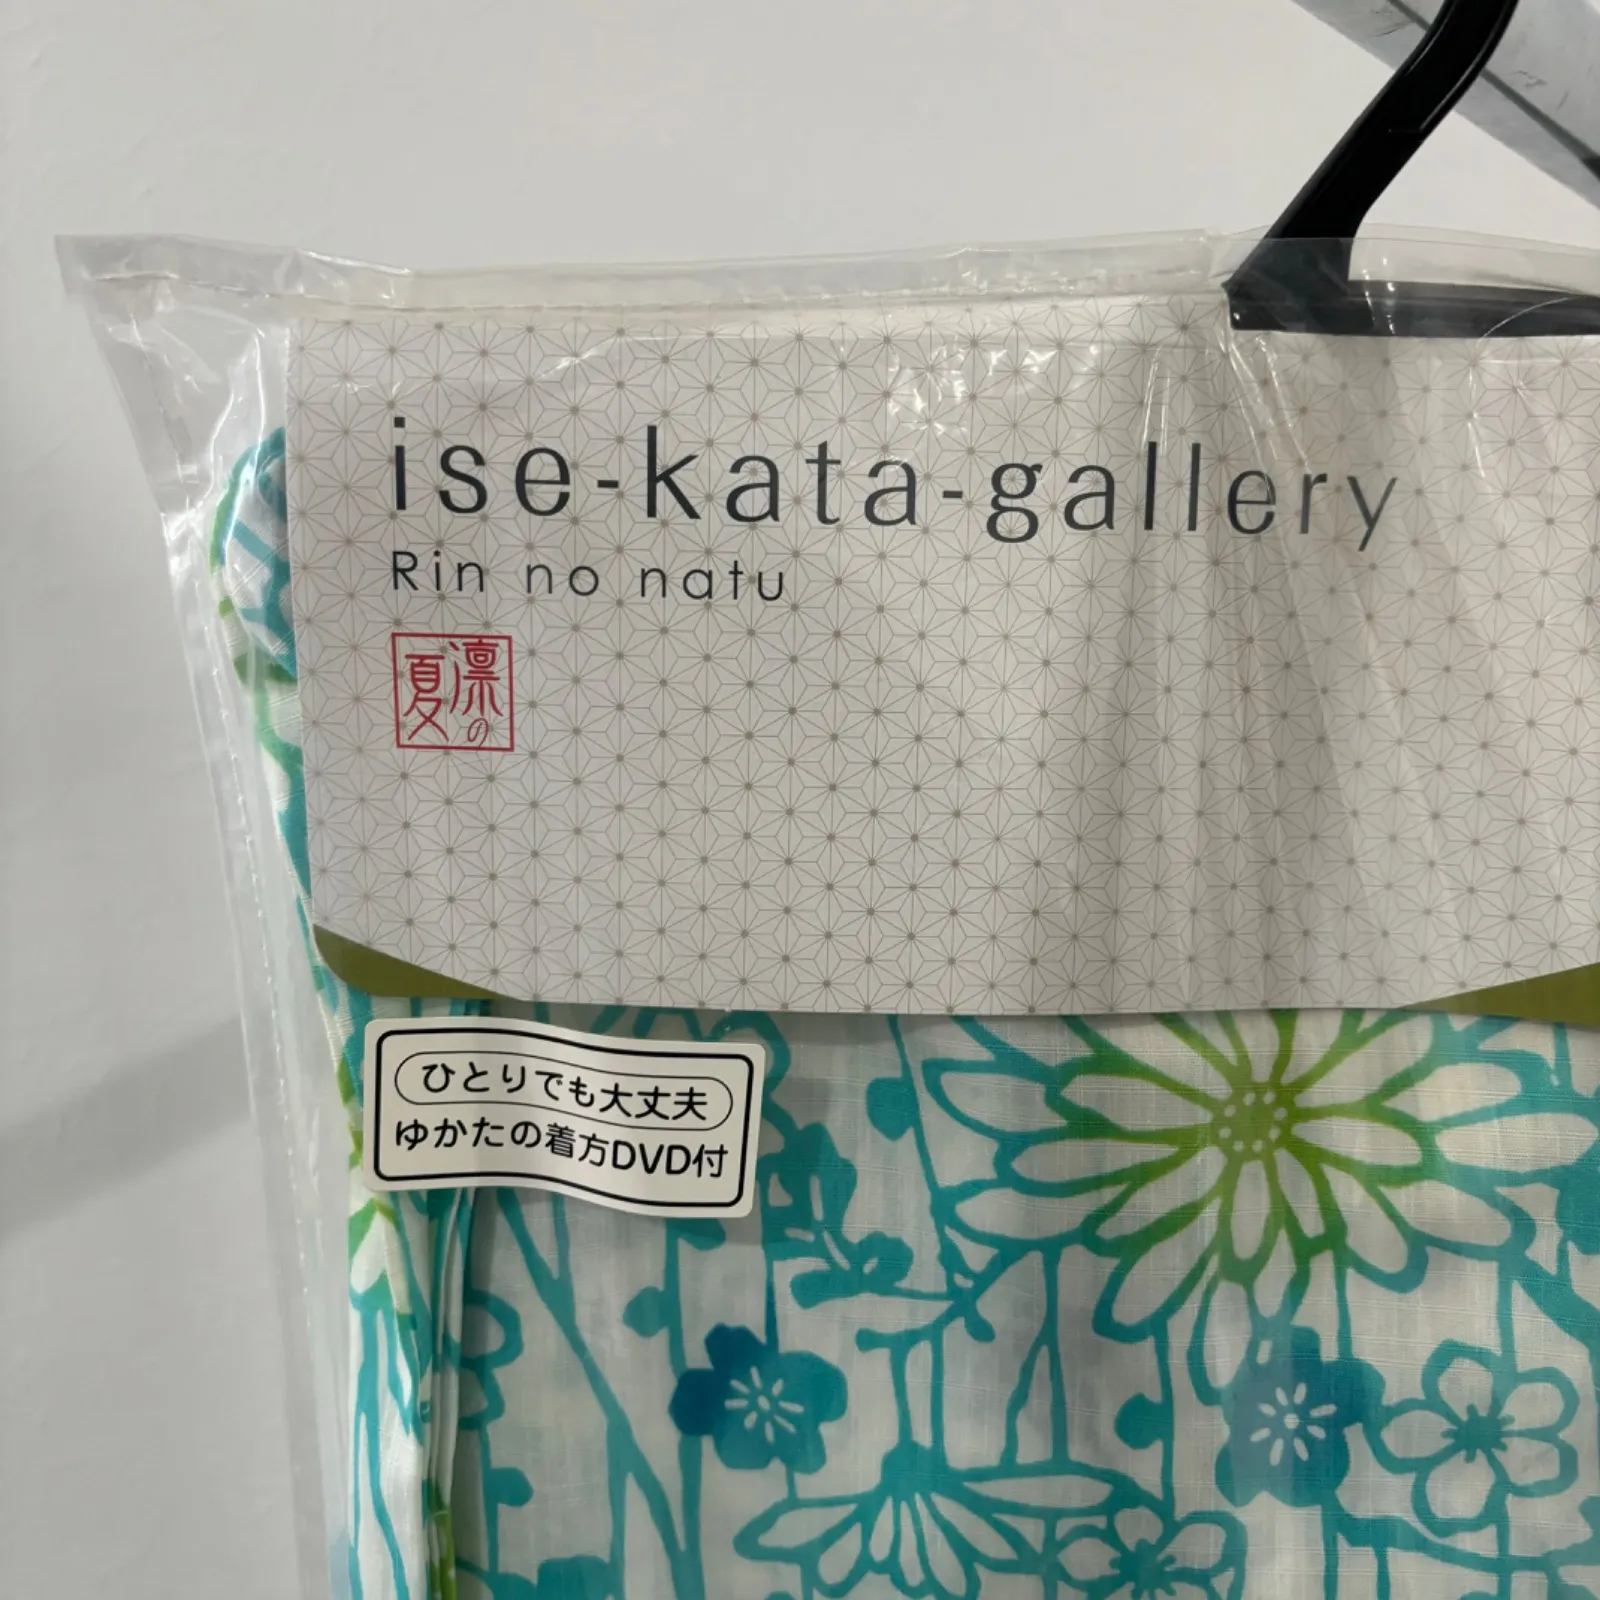 ise-kata-gallery
Rin no natu
凛の
夏
ひとりでも大丈夫
ゆかたの着方DVD付